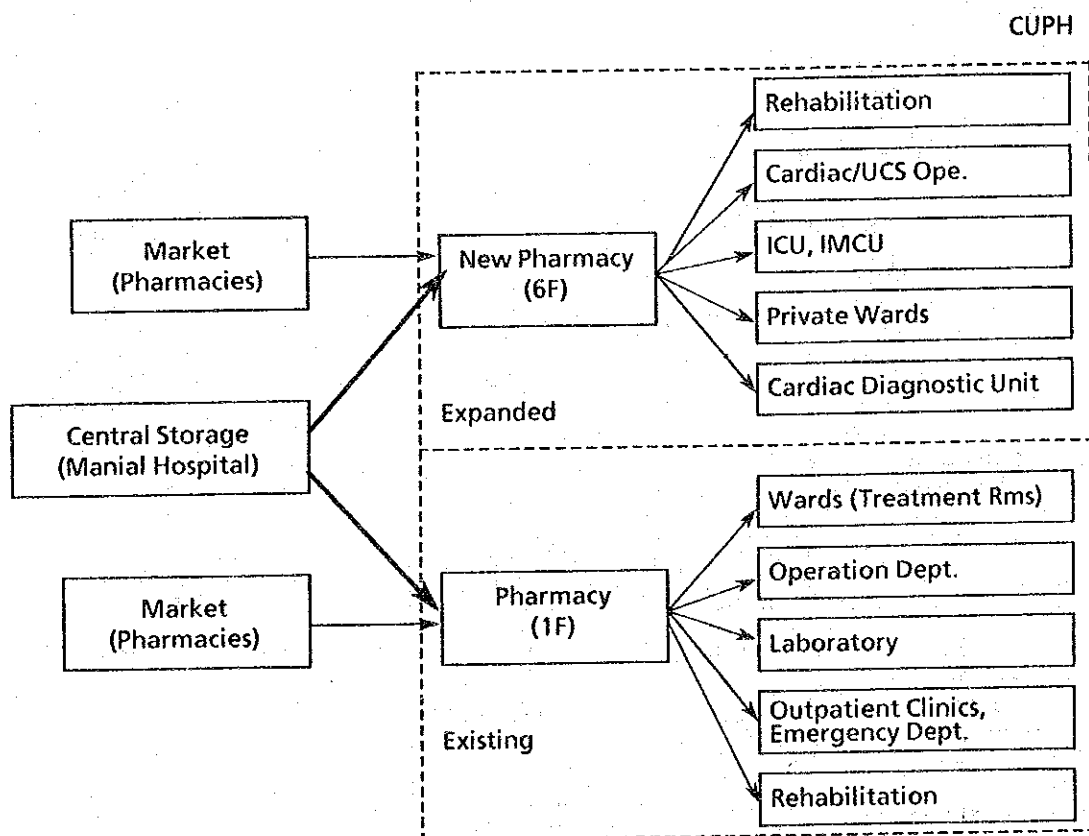 CUPH
Rehabilitation
Cardiac/UCS Ope.
Market
(Pharmacies)
New Pharmacy
(6F)
ICU, IMCU
Private Wards
Cardiac Diagnostic Unit
Expanded
Central Storage
(Manial Hospital)
Wards (Treatment Rms)
Operation Dept.
Market
(Pharmacies)
Pharmacy
(1F)
Laboratory
Outpatient Clinics,
Emergency Dept.
Existing
Rehabilitation